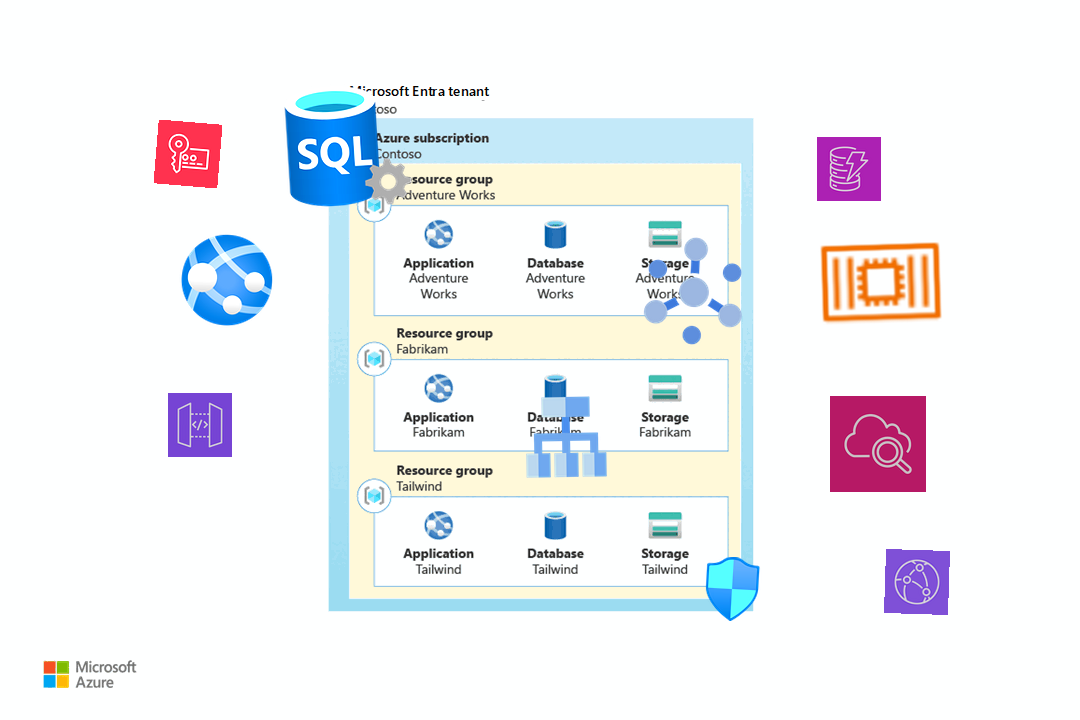 Microsoft Entra tenant
SQL
Azure subscription
Contoso
Resource group
Adventure Works
Application
Adventure
Works
Database
Adventure
Works
Storage
Adventure
Works
Resource group
Fabrikam
Application
Fabrikam
Database
Fabrikam
Storage
Fabrikam
Resource group
Tailwind
Application
Tailwind
Database
Tailwind
Storage
Tailwind
</>
Microsoft
Azure